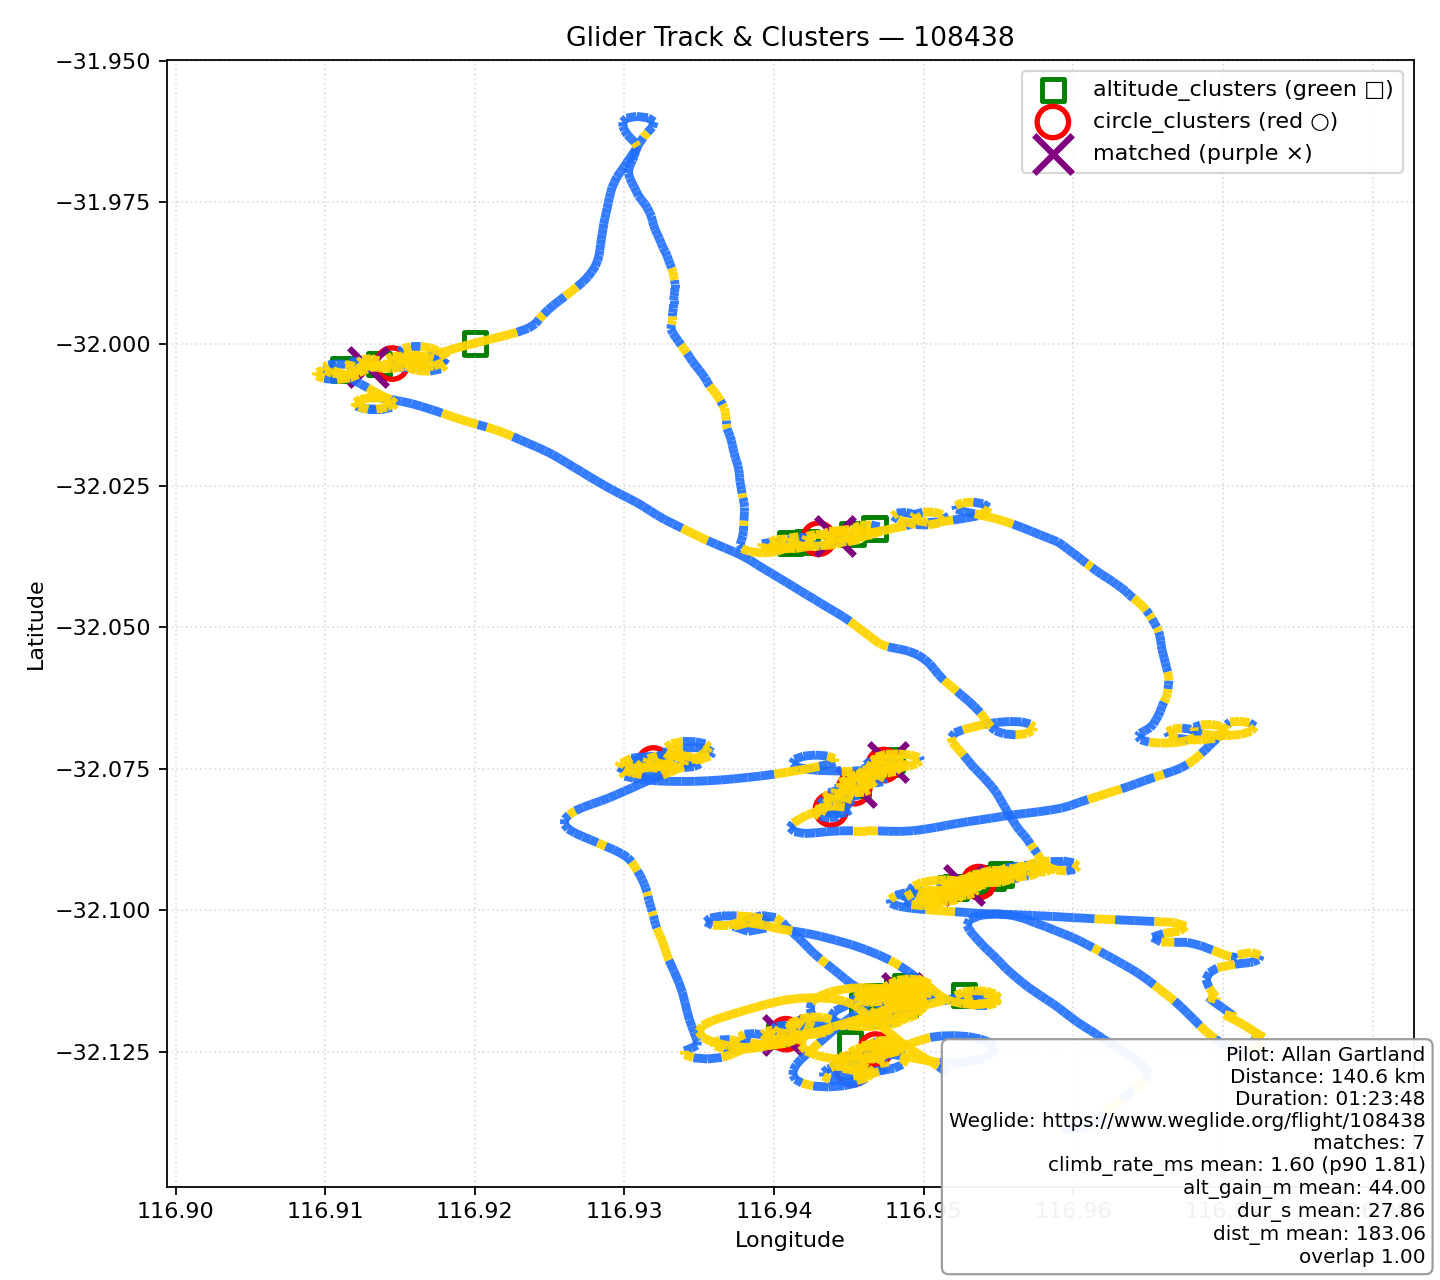 Glider Track & Clusters — 108438
altitude_clusters (green □)
circle_clusters (red ○)
matched (purple ×)
−31.950
−31.975
−32.000
−32.025
−32.050
−32.075
−32.100
−32.125
Latitude
116.90
116.91
116.92
116.93
116.94
116.95
116.96
Longitude
Pilot: Allan Gartland
Distance: 140.6 km
Duration: 01:23:48
Weglide: https://www.weglide.org/flight/108438
matches: 7
climb_rate_ms mean: 1.60 (p90 1.81)
alt_gain_m mean: 44.00
dur_s mean: 27.86
dist_m mean: 183.06
overlap 1.00